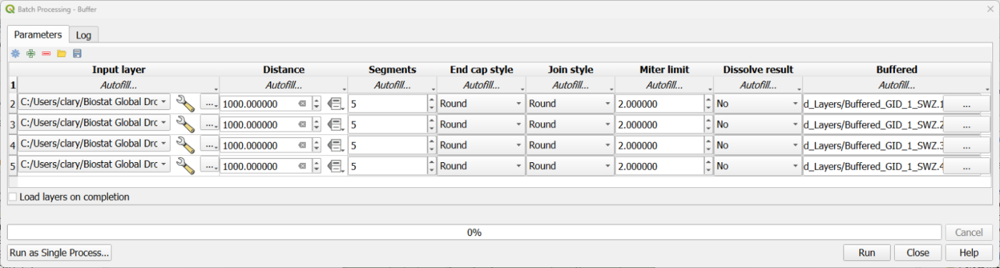 Batch Processing - Buffer
Parameters Log
Input layer Distance Segments End cap style Join style Miter limit Dissolve result Buffered
1 Autofill... Autofill... Autofill... Autofill... Autofill... Autofill... Autofill... Autofill...
2 C:/Users/clary/Biostat Global Drc ... 1000.000000 5 Round Round 2.000000 No d_Layers/Buffered_GID_1_SWZ.1 ...
3 C:/Users/clary/Biostat Global Drc ... 1000.000000 5 Round Round 2.000000 No d_Layers/Buffered_GID_1_SWZ.2 ...
4 C:/Users/clary/Biostat Global Drc ... 1000.000000 5 Round Round 2.000000 No d_Layers/Buffered_GID_1_SWZ.3 ...
5 C:/Users/clary/Biostat Global Drc ... 1000.000000 5 Round Round 2.000000 No d_Layers/Buffered_GID_1_SWZ.4 ...
Load layers on completion
0% Cancel
Run as Single Process... Run Close Help